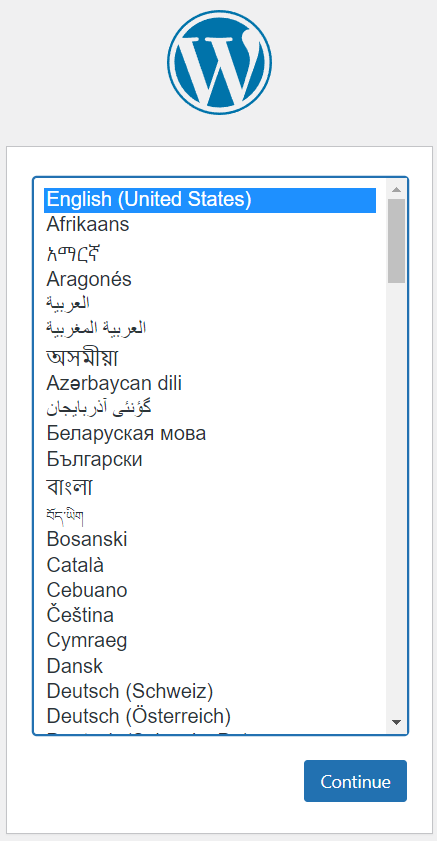 English (United States)
Afrikaans
አማርኛ
Aragonés
العربية
العربية المغربية
অসমীয়া
Azərbaycan dili
گؤنئی آذربایجان
Беларуская мова
Български
বাংলা
བོད་ཡིག
Bosanski
Català
Cebuano
Čeština
Cymraeg
Dansk
Deutsch (Schweiz)
Deutsch (Österreich)
Continue